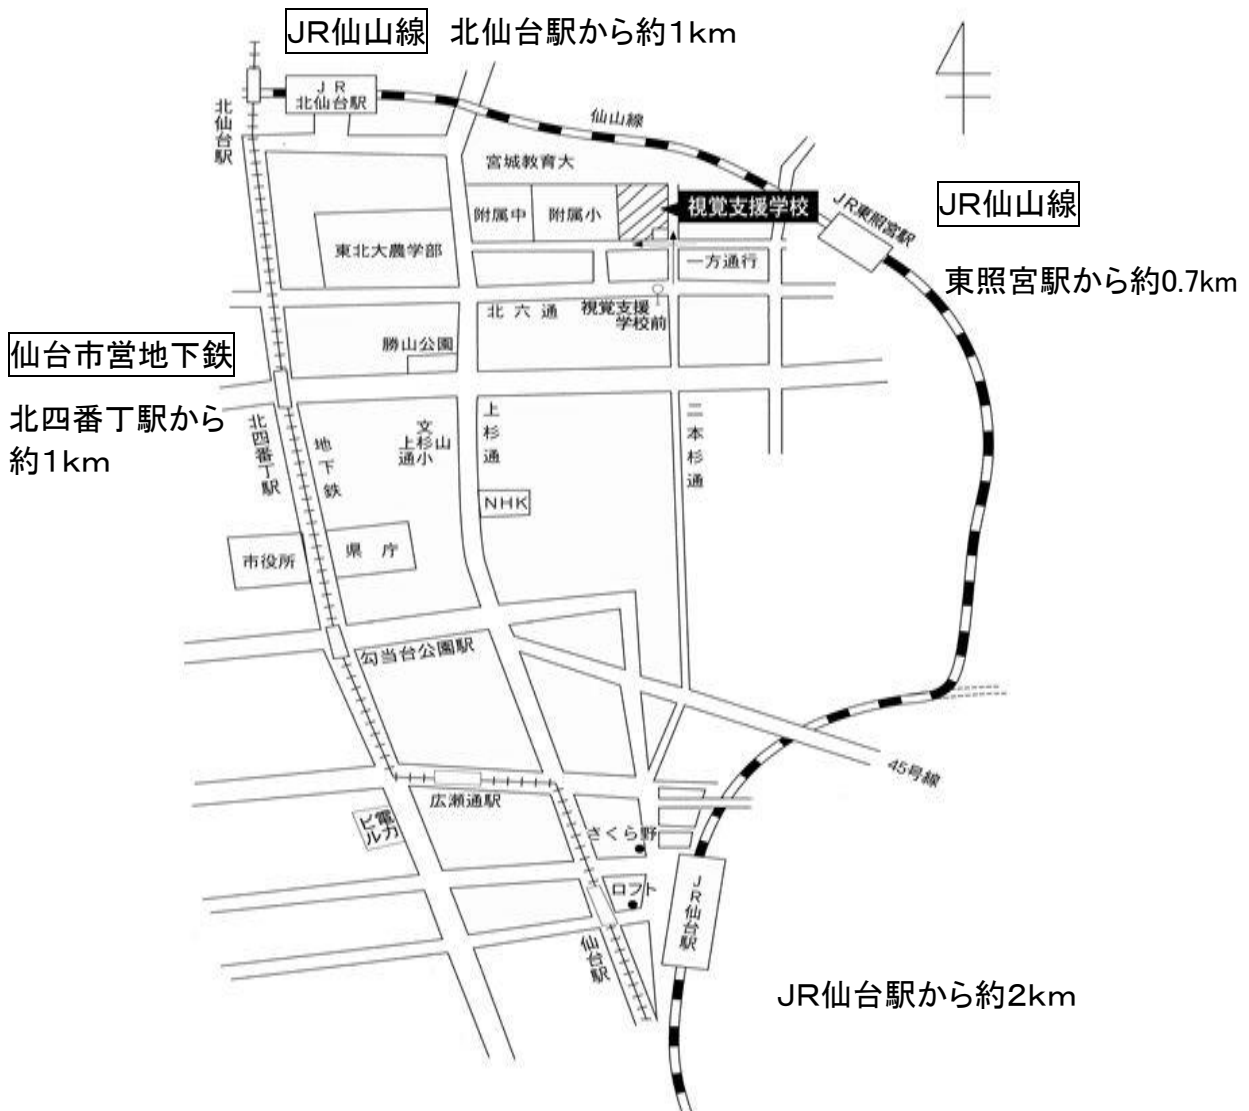 JR仙山線 北仙台駅から約1km
JR
北仙台駅
北仙台駅
仙山線
宮城教育大
附属中
附属小
視覚支援学校
JR東照宮駅
JR仙山線
東照宮駅から約0.7km
東北大農学部
一方通行
北六通
視覚支援
学校前
勝山公園
仙台市営地下鉄
北四番丁駅から
約1km
北四番丁駅
地下鉄
文
上杉山
通小
上杉通
二本杉通
NHK
市役所
県庁
勾当台公園駅
45号線
広瀬通駅
電力
ビル
さくら野
ロフト
JR仙台駅
仙台駅
JR仙台駅から約2km